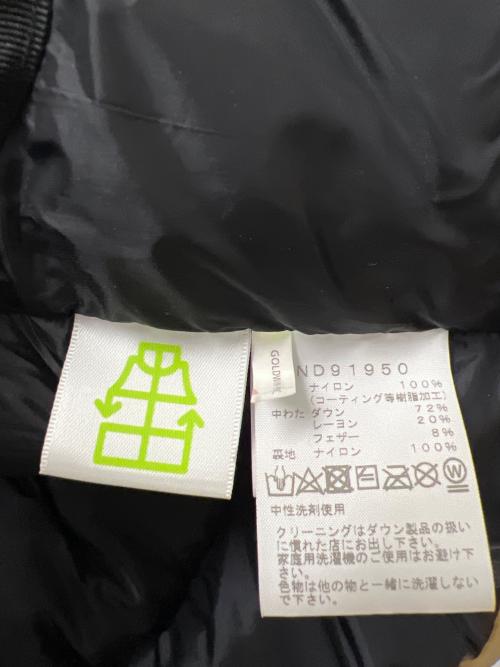 GOLDWIN
ND91950
ナイロン 100%
(コーティング等樹脂加工)
中わた ダウン 72%
レーヨン 20%
フェザー 8%
裏地 ナイロン 100%
W
中性洗剤使用
クリーニングはダウン製品の扱い
に慣れた店にお出し下さい。
家庭用洗濯機のご使用はお避け下
さい。
色物は他の物と一緒に洗濯しない
で下さい。